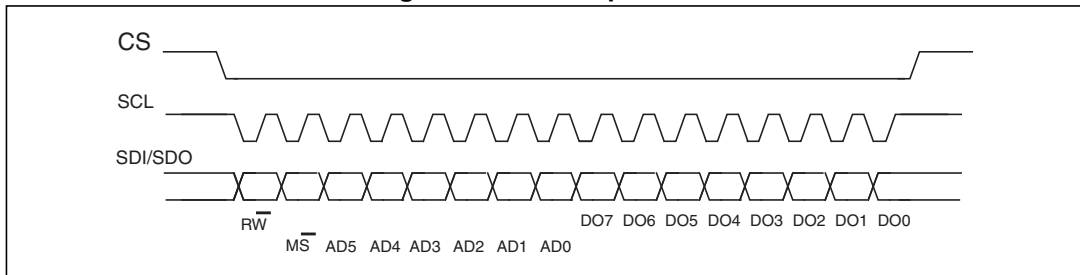 CS
SCL
SDI/SDO
RW̅
DO7 DO6 DO5 DO4 DO3 DO2 DO1 DO0
MS̅ AD5 AD4 AD3 AD2 AD1 AD0